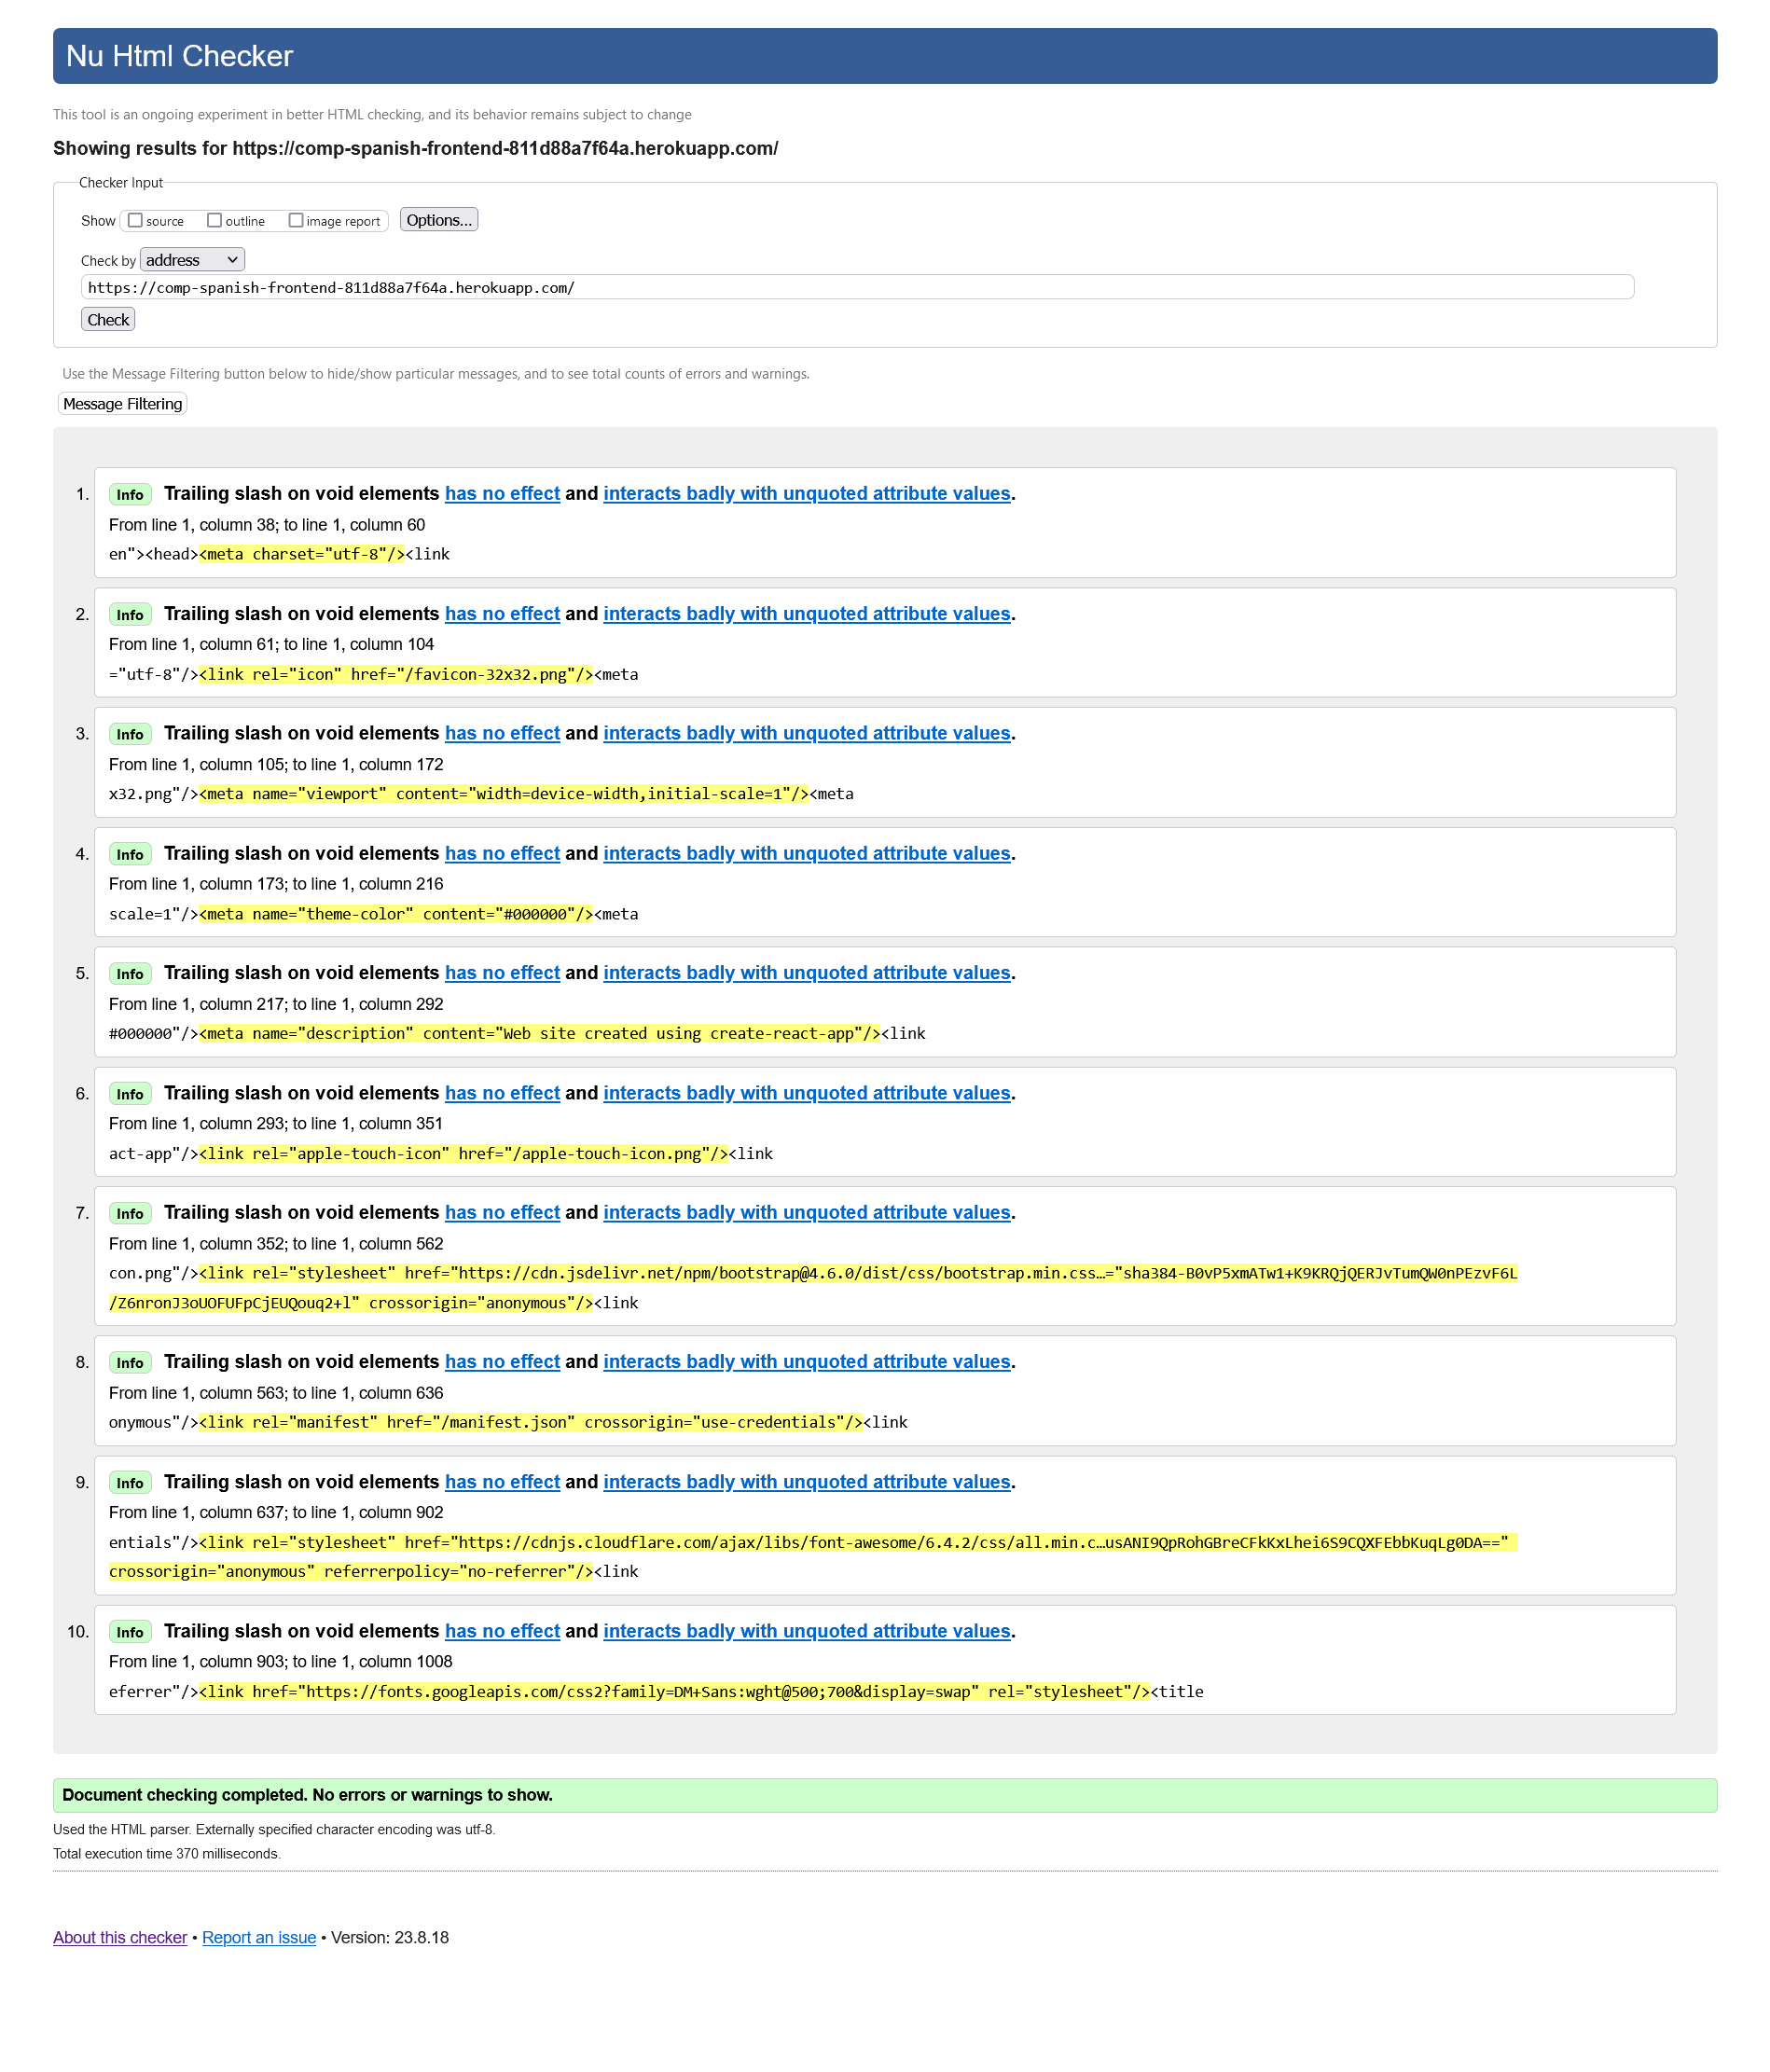 Nu Html Checker
This tool is an ongoing experiment in better HTML checking, and its behavior remains subject to change
Showing results for https://comp-spanish-frontend-811d88a7f64a.herokuapp.com/
Checker Input
Show source outline image report Options...
Check by address
https://comp-spanish-frontend-811d88a7f64a.herokuapp.com/
Check
Use the Message Filtering button below to hide/show particular messages, and to see total counts of errors and warnings.
Message Filtering
1. Info Trailing slash on void elements has no effect and interacts badly with unquoted attribute values.
From line 1, column 38; to line 1, column 60
en"><head><meta charset="utf-8"/><link
2. Info Trailing slash on void elements has no effect and interacts badly with unquoted attribute values.
From line 1, column 61; to line 1, column 104
="utf-8"/><link rel="icon" href="/favicon-32x32.png"/><meta
3. Info Trailing slash on void elements has no effect and interacts badly with unquoted attribute values.
From line 1, column 105; to line 1, column 172
x32.png"/><meta name="viewport" content="width=device-width,initial-scale=1"/><meta
4. Info Trailing slash on void elements has no effect and interacts badly with unquoted attribute values.
From line 1, column 173; to line 1, column 216
scale=1"/><meta name="theme-color" content="#000000"/><meta
5. Info Trailing slash on void elements has no effect and interacts badly with unquoted attribute values.
From line 1, column 217; to line 1, column 292
#000000"/><meta name="description" content="Web site created using create-react-app"/><link
6. Info Trailing slash on void elements has no effect and interacts badly with unquoted attribute values.
From line 1, column 293; to line 1, column 351
act-app"/><link rel="apple-touch-icon" href="/apple-touch-icon.png"/><link
7. Info Trailing slash on void elements has no effect and interacts badly with unquoted attribute values.
From line 1, column 352; to line 1, column 562
con.png"/><link rel="stylesheet" href="https://cdn.jsdelivr.net/npm/bootstrap@4.6.0/dist/css/bootstrap.min.css…="sha384-B0vP5xmATw1+K9KRQjQERJvTumQW0nPEzvF6L
/Z6nronJ3oUOFUFpCjEUQouq2+l" crossorigin="anonymous"/><link
8. Info Trailing slash on void elements has no effect and interacts badly with unquoted attribute values.
From line 1, column 563; to line 1, column 636
onymous"/><link rel="manifest" href="/manifest.json" crossorigin="use-credentials"/><link
9. Info Trailing slash on void elements has no effect and interacts badly with unquoted attribute values.
From line 1, column 637; to line 1, column 902
entials"/><link rel="stylesheet" href="https://cdnjs.cloudflare.com/ajax/libs/font-awesome/6.4.2/css/all.min.c…usANI9QpRohGBreCFkKxLhei6S9CQXFEbbKuqLg0DA=="
crossorigin="anonymous" referrerpolicy="no-referrer"/><link
10. Info Trailing slash on void elements has no effect and interacts badly with unquoted attribute values.
From line 1, column 903; to line 1, column 1008
eferrer"/><link href="https://fonts.googleapis.com/css2?family=DM+Sans:wght@500;700&display=swap" rel="stylesheet"/><title
Document checking completed. No errors or warnings to show.
Used the HTML parser. Externally specified character encoding was utf-8.
Total execution time 370 milliseconds.
About this checker • Report an issue • Version: 23.8.18